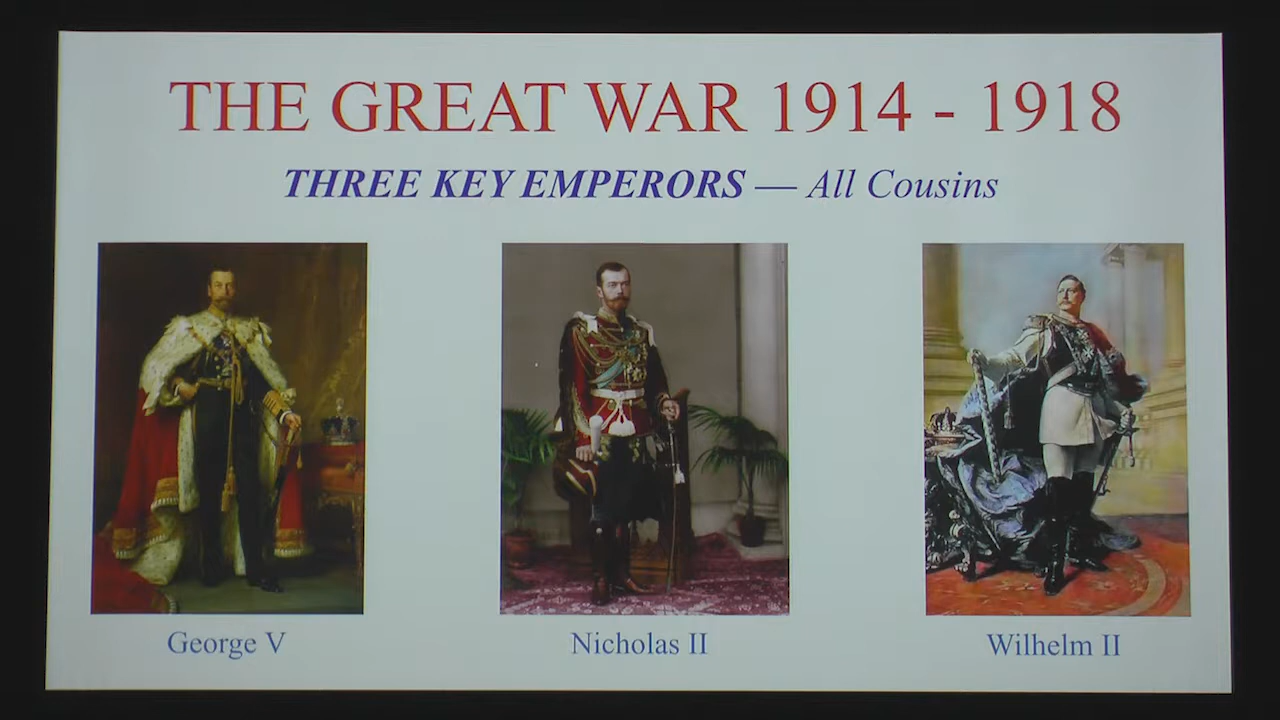 THE GREAT WAR 1914 - 1918
THREE KEY EMPERORS — All Cousins
George V
Nicholas II
Wilhelm II